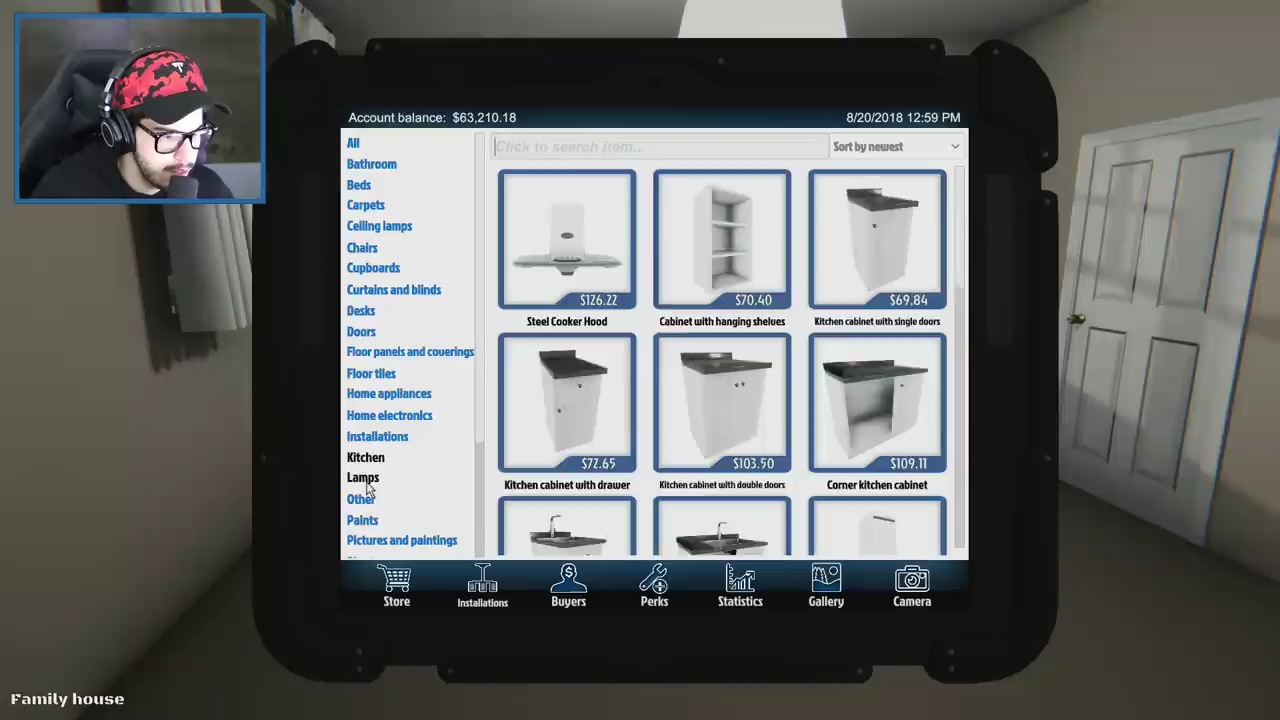 Account balance: $63,210.18
8/20/2018 12:59 PM
All
Bathroom
Beds
Carpets
Ceiling lamps
Chairs
Cupboards
Curtains and blinds
Desks
Doors
Floor panels and coverings
Floor tiles
Home appliances
Home electronics
Installations
Kitchen
Lamps
Other
Paints
Pictures and paintings
Click to search item...
Sort by newest
$126.22
$70.40
$69.84
Steel Cooker Hood
Cabinet with hanging shelves
Kitchen cabinet with single doors
$72.65
$103.50
$109.11
Kitchen cabinet with drawer
Kitchen cabinet with double doors
Corner kitchen cabinet
Store
Installations
Buyers
Perks
Statistics
Gallery
Camera
Family house